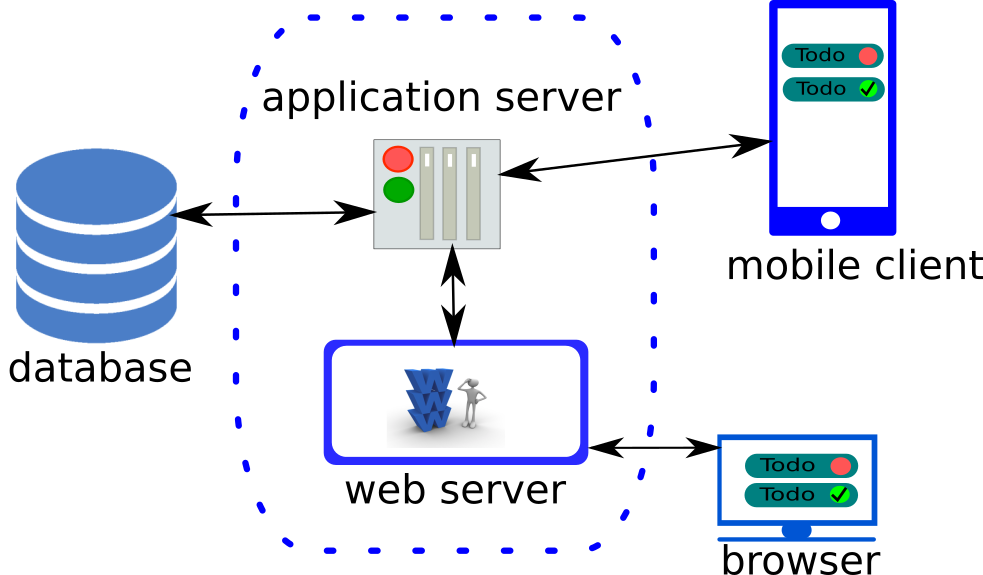 application server
Todo
Todo
mobile client
database
W
W
W
web server
Todo
Todo
browser